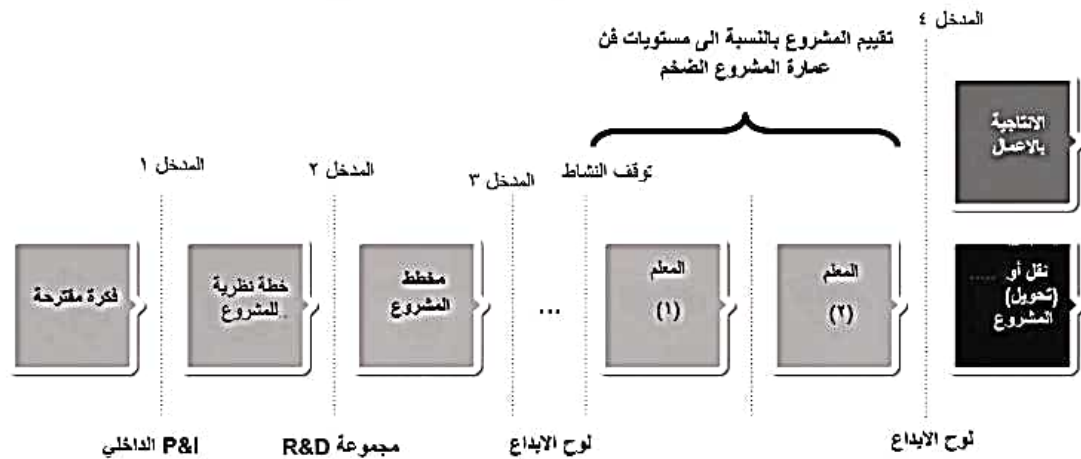 المدخل ٤
تقييم المشروع بالنسبة الى مستويات فن
عمارة المشروع الضخم
الانتاجية
بالاعمال
المدخل ١
المدخل ٢
المدخل ٣
توقف النشاط
فكرة مقترحة
خطة نظرية
للمشروع..
مخطط
المشروع
...
المعلم
(١)
المعلم
(٢)
نقل أو .....
(تحويل)
المشروع
P&I الداخلي
مجموعة R&D
لوح الابداع
لوح الابداع